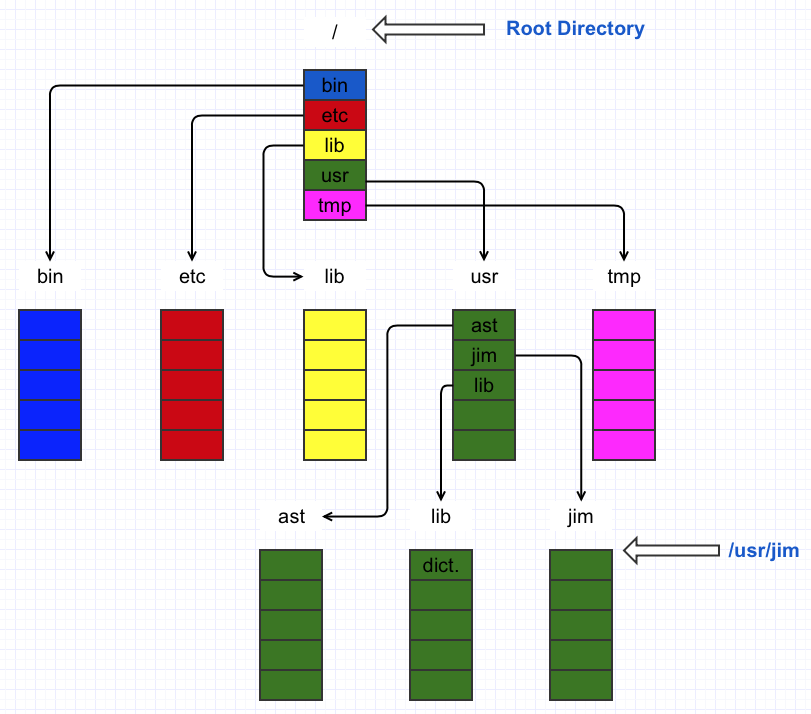 /
Root Directory
bin
etc
lib
usr
tmp
bin
etc
lib
usr
tmp
ast
jim
lib
ast
lib
jim
/usr/jim
dict.